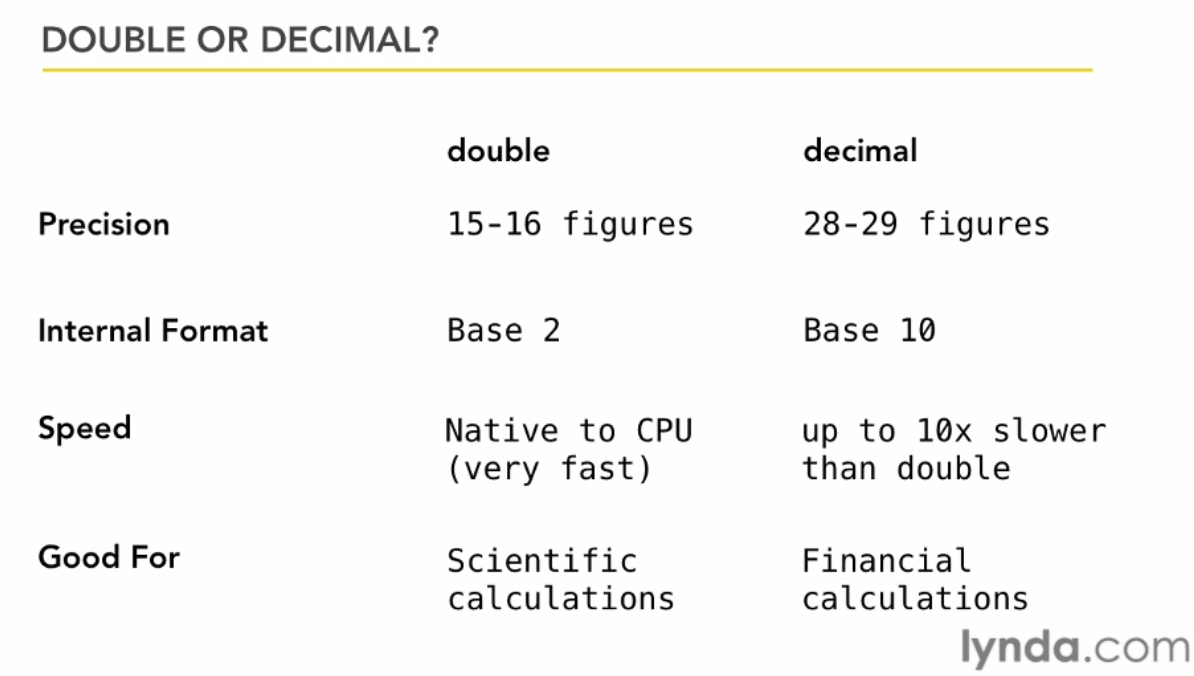 DOUBLE OR DECIMAL?
double decimal
Precision 15-16 figures 28-29 figures
Internal Format Base 2 Base 10
Speed Native to CPU up to 10x slower
(very fast) than double
Good For Scientific Financial
calculations calculations
lynda.com